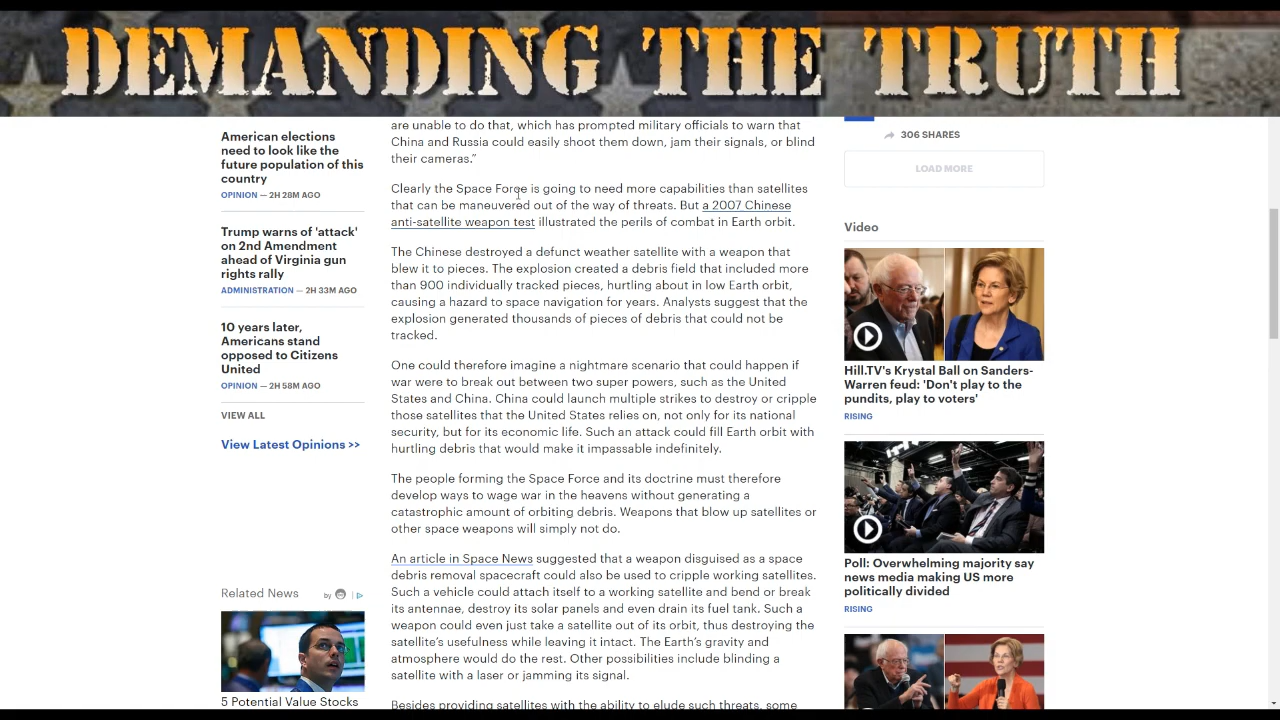 DEMANDING THE TRUTH
American elections
need to look like the
future population of this
country
OPINION — 2H 28M AGO
Trump warns of 'attack'
on 2nd Amendment
ahead of Virginia gun
rights rally
ADMINISTRATION — 2H 33M AGO
10 years later,
Americans stand
opposed to Citizens
United
OPINION — 2H 58M AGO
VIEW ALL
View Latest Opinions >>
Related News
by
5 Potential Value Stocks
are unable to do that, which has prompted military officials to warn that
China and Russia could easily shoot them down, jam their signals, or blind
their cameras.”
Clearly the Space Force is going to need more capabilities than satellites
that can be maneuvered out of the way of threats. But a 2007 Chinese
anti-satellite weapon test illustrated the perils of combat in Earth orbit.
The Chinese destroyed a defunct weather satellite with a weapon that
blew it to pieces. The explosion created a debris field that included more
than 900 individually tracked pieces, hurtling about in low Earth orbit,
causing a hazard to space navigation for years. Analysts suggest that the
explosion generated thousands of pieces of debris that could not be
tracked.
One could therefore imagine a nightmare scenario that could happen if
war were to break out between two super powers, such as the United
States and China. China could launch multiple strikes to destroy or cripple
those satellites that the United States relies on, not only for its national
security, but for its economic life. Such an attack could fill Earth orbit with
hurtling debris that would make it impassable indefinitely.
The people forming the Space Force and its doctrine must therefore
develop ways to wage war in the heavens without generating a
catastrophic amount of orbiting debris. Weapons that blow up satellites or
other space weapons will simply not do.
An article in Space News suggested that a weapon disguised as a space
debris removal spacecraft could also be used to cripple working satellites.
Such a vehicle could attach itself to a working satellite and bend or break
its antennae, destroy its solar panels and even drain its fuel tank. Such a
weapon could even just take a satellite out of its orbit, thus destroying the
satellite’s usefulness while leaving it intact. The Earth’s gravity and
atmosphere would do the rest. Other possibilities include blinding a
satellite with a laser or jamming its signal.
Besides providing satellites with the ability to elude such threats, some
306 SHARES
LOAD MORE
Video
Hill.TV's Krystal Ball on Sanders-
Warren feud: 'Don't play to the
pundits, play to voters'
RISING
Poll: Overwhelming majority say
news media making US more
politically divided
RISING